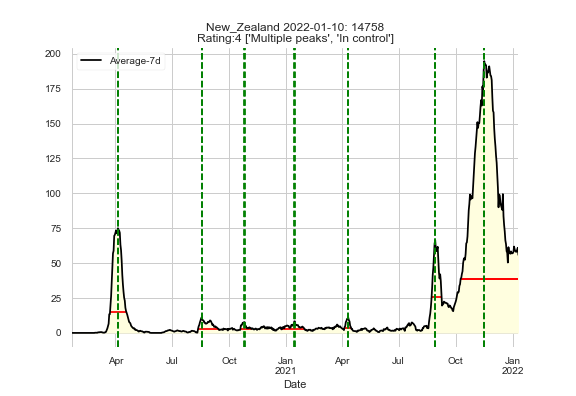 New_Zealand 2022-01-10: 14758
Rating:4 ['Multiple peaks', 'In control']
Average-7d
200
175
150
125
100
75
50
25
0
Apr Jul Oct Jan Apr Jul Oct Jan
2021 2022
Date